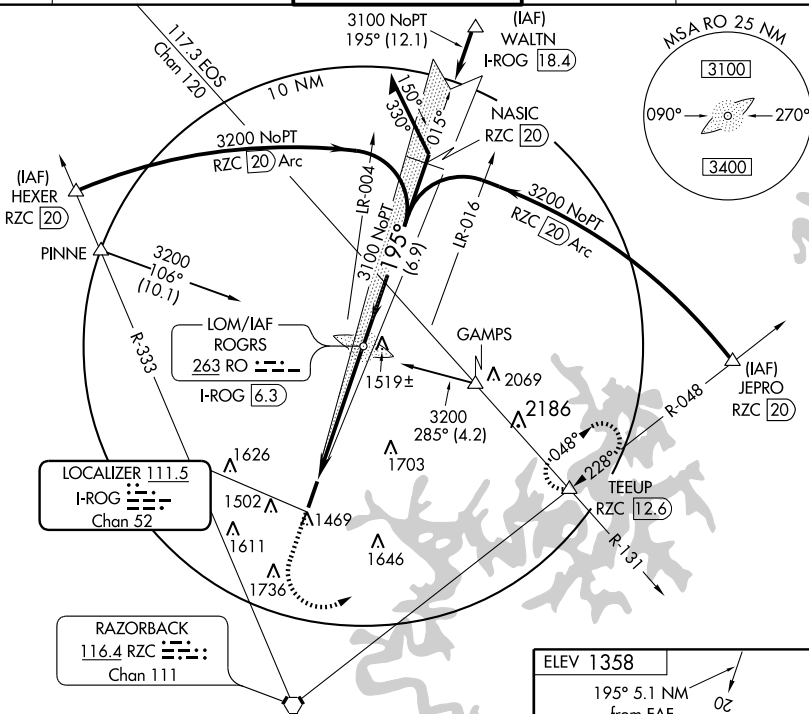 3100 NoPT
195° (12.1)
(IAF)
WALTN
I-ROG 18.4
MSA RO 25 NM
3100
090°
270°
3400
117.3 EOS
Chan 120
10 NM
150°
330°
015°
NASIC
RZC 20
3200 NoPT
RZC 20 Arc
(IAF)
HEXER
RZC 20
LR-004
3100 NoPT
195°
(6.9)
LR-016
3200 NoPT
RZC 20 Arc
PINNE
3200
106°
(10.1)
R-333
LOM/IAF
ROGRS
263 RO
I-ROG 6.3
1519±
GAMPS
2069
3200
285° (4.2)
2186
(IAF)
JEPRO
RZC 20
R-048
048°
228°
TEEUP
RZC 12.6
R-131
1626
1703
LOCALIZER 111.5
I-ROG
Chan 52
1502
1469
1611
1646
1736
RAZORBACK
116.4 RZC
Chan 111
ELEV 1358
195° 5.1 NM
from FAF
20